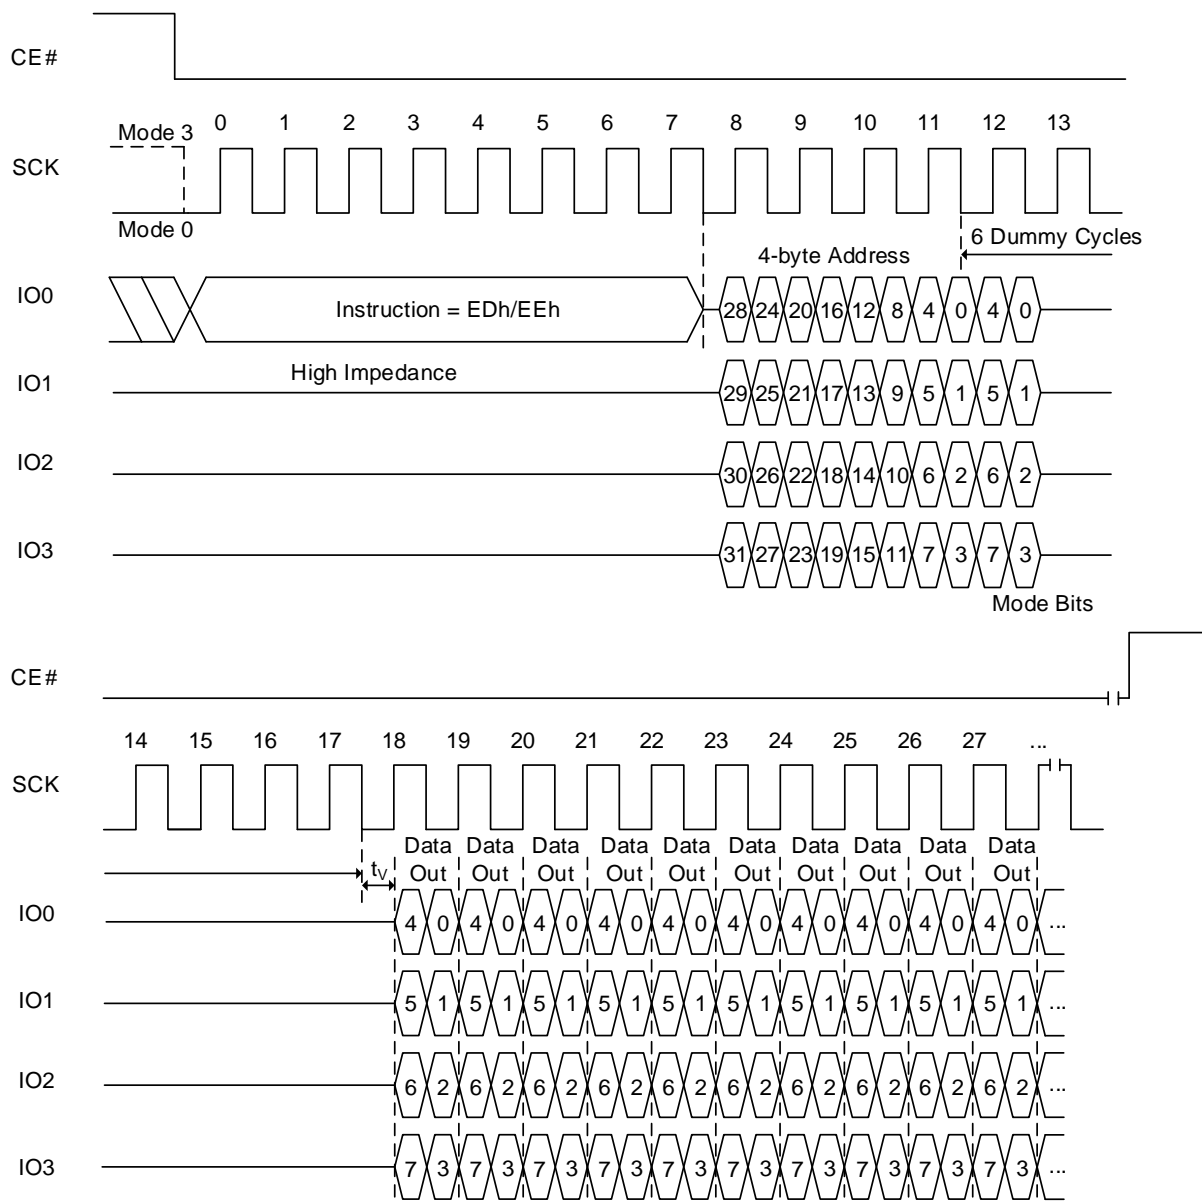 CE#
0 1 2 3 4 5 6 7 8 9 10 11 12 13
Mode 3
SCK
Mode 0
6 Dummy Cycles
4-byte Address
IO0
Instruction = EDh/EEh
28 24 20 16 12 8 4 0 4 0
High Impedance
IO1
29 25 21 17 13 9 5 1 5 1
IO2
30 26 22 18 14 10 6 2 6 2
IO3
31 27 23 19 15 11 7 3 7 3
Mode Bits
CE#
14 15 16 17 18 19 20 21 22 23 24 25 26 27 ...
SCK
Data Data Data Data Data Data Data Data Data Data
tV Out Out Out Out Out Out Out Out Out Out
IO0 4 0 4 0 4 0 4 0 4 0 4 0 4 0 4 0 4 0 4 0 ...
IO1 5 1 5 1 5 1 5 1 5 1 5 1 5 1 5 1 5 1 5 1 ...
IO2 6 2 6 2 6 2 6 2 6 2 6 2 6 2 6 2 6 2 6 2 ...
IO3 7 3 7 3 7 3 7 3 7 3 7 3 7 3 7 3 7 3 7 3 ...